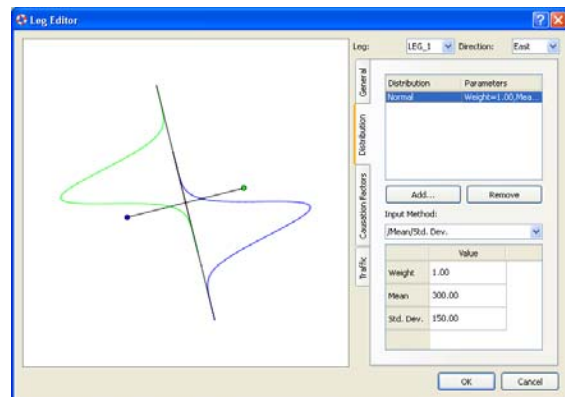 Leg Editor
Leg: LEG_1 Direction: East
General
Distribution
Causation Factors
Traffic
Distribution Parameters
Normal Weight=1.00,Mea...
Add... Remove
Input Method:
/Mean/Std. Dev.
Value
Weight 1.00
Mean 300.00
Std. Dev. 150.00
OK Cancel